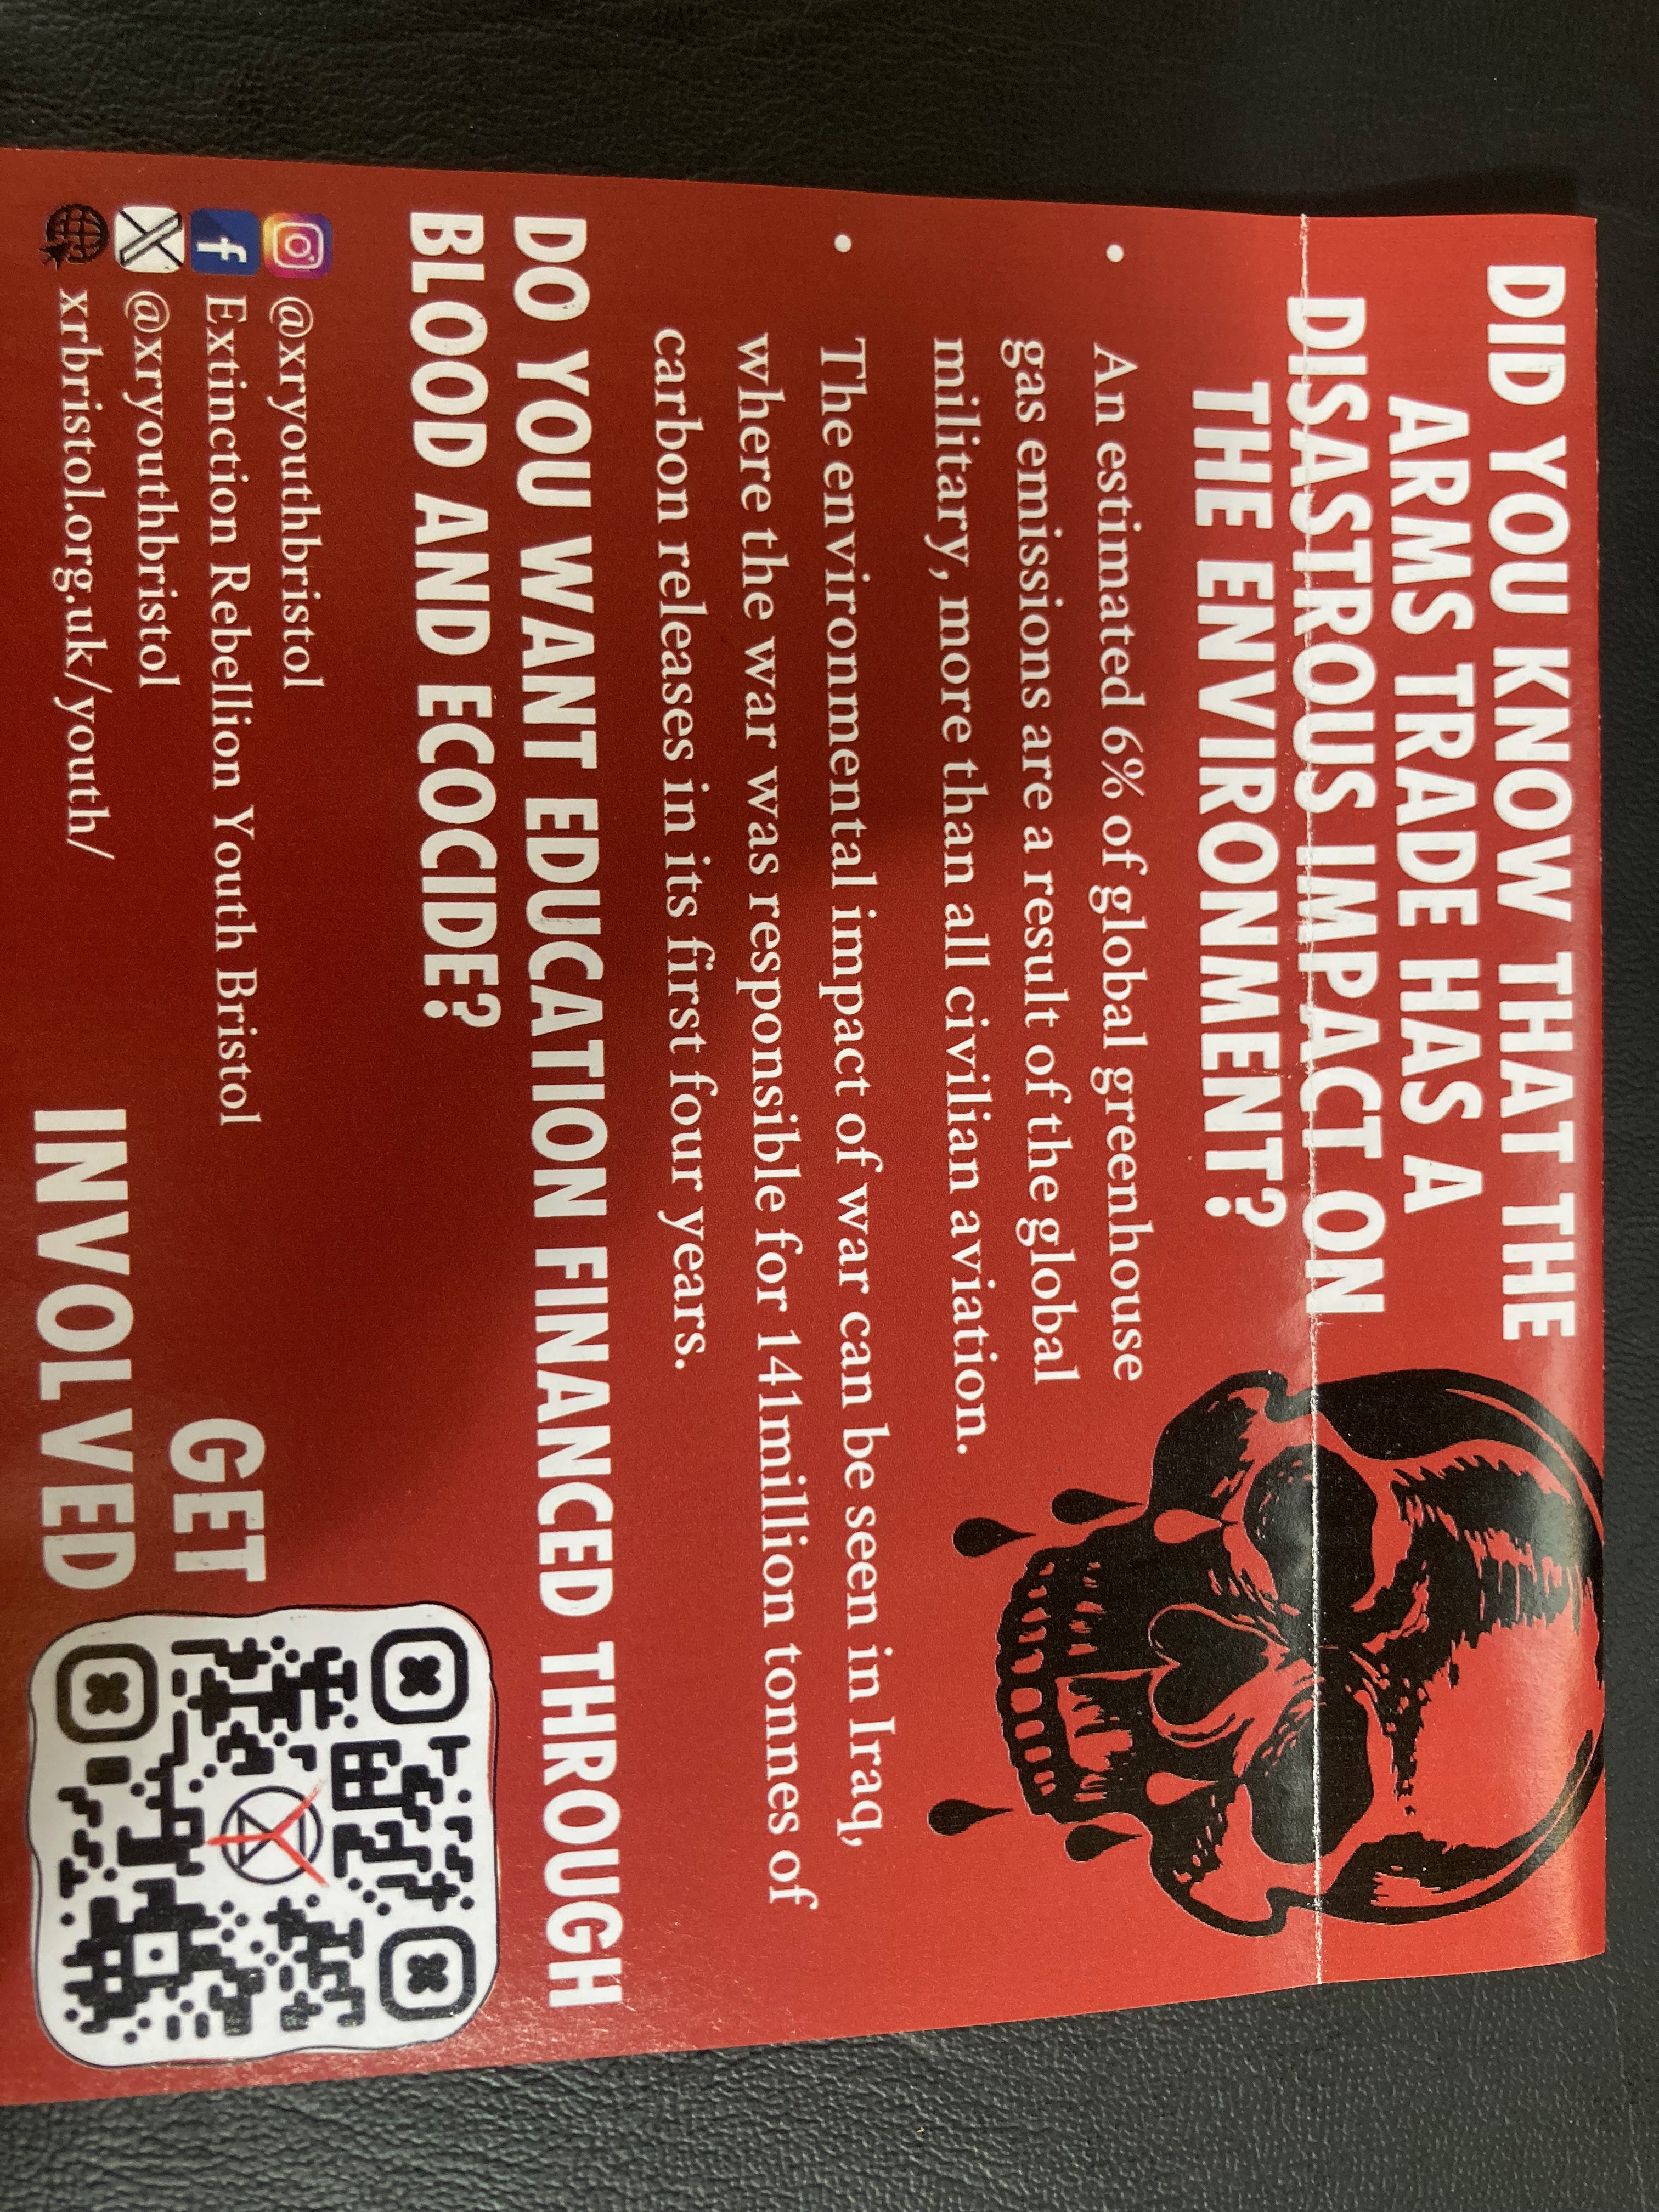 DID YOU KNOW THAT THE
ARMS TRADE HAS A
DISASTROUS IMPACT ON
THE ENVIRONMENT?
• An estimated 6% of global greenhouse
gas emissions are a result of the global
military, more than all civilian aviation.
• The environmental impact of war can be seen in Iraq,
where the war was responsible for 141million tonnes of
carbon releases in its first four years.
DO YOU WANT EDUCATION FINANCED THROUGH
BLOOD AND ECOCIDE?
@xryouthbristol
Extinction Rebellion Youth Bristol
@xryouthbristol
xrbristol.org.uk/youth/
GET
INVOLVED